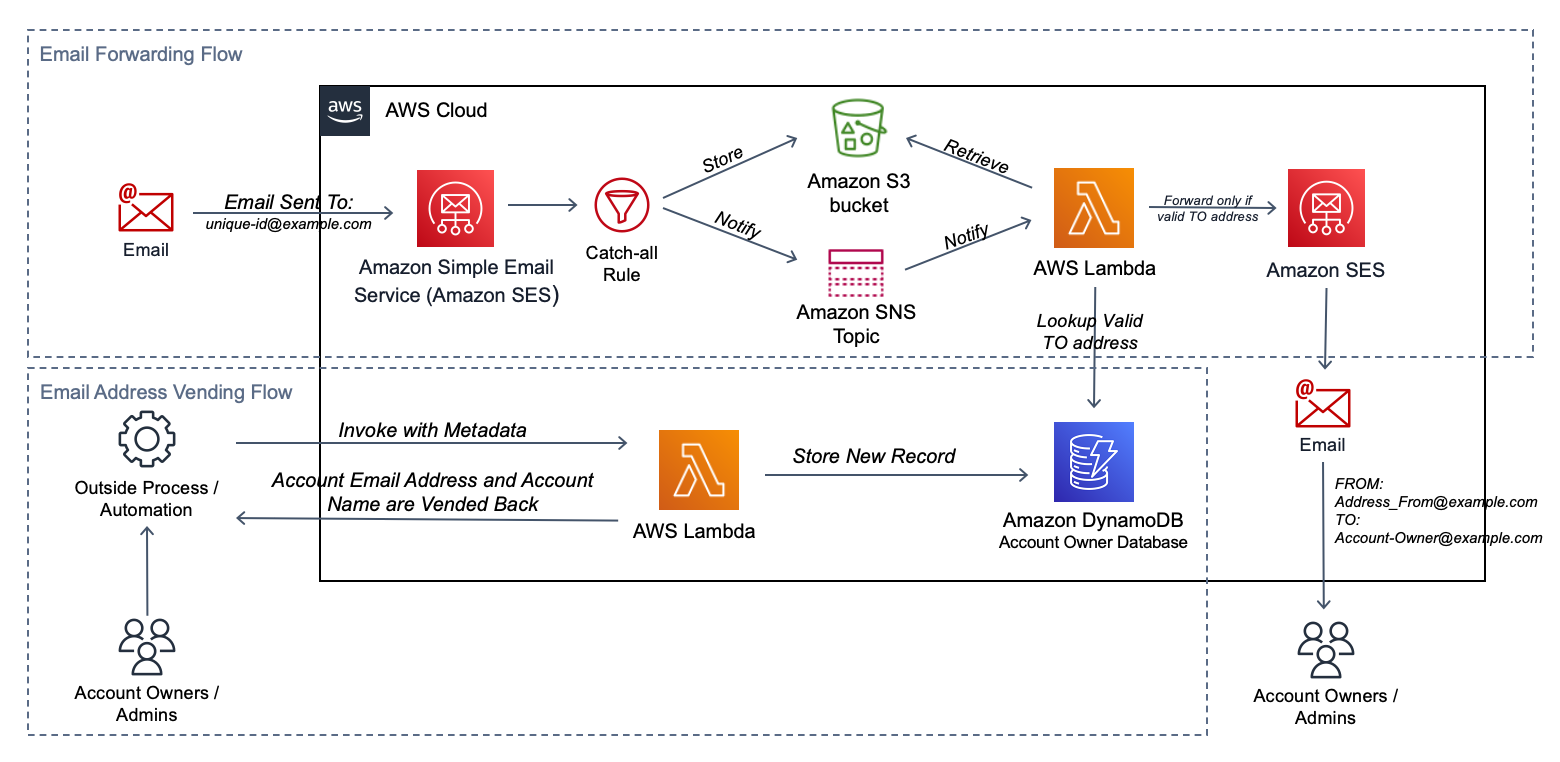 Email Forwarding Flow
aws
AWS Cloud
@
Email
Email Sent To:
unique-id@example.com
Amazon Simple Email
Service (Amazon SES)
Catch-all
Rule
Store
Notify
Amazon S3
bucket
Amazon SNS
Topic
Retrieve
Notify
AWS Lambda
Forward only if
valid TO address
Amazon SES
Lookup Valid
TO address
Email Address Vending Flow
Outside Process /
Automation
Invoke with Metadata
Account Email Address and Account
Name are Vended Back
AWS Lambda
Store New Record
Amazon DynamoDB
Account Owner Database
@
Email
FROM:
Address_From@example.com
TO:
Account-Owner@example.com
Account Owners /
Admins
Account Owners /
Admins